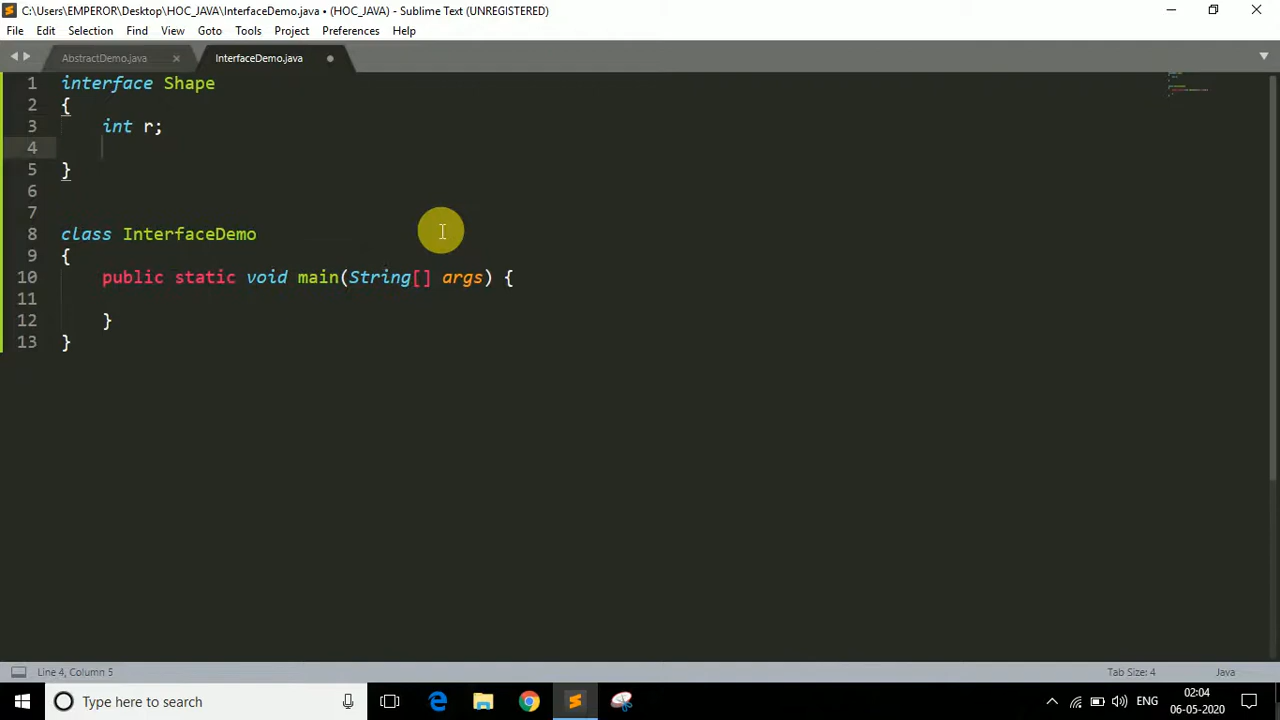 C:\Users\EMPEROR\Desktop\HOC_JAVA\InterfaceDemo.java • (HOC_JAVA) - Sublime Text (UNREGISTERED)
File Edit Selection Find View Goto Tools Project Preferences Help
AbstractDemo.java InterfaceDemo.java
1 interface Shape
2 {
3 int r;
4
5 }
6
7
8 class InterfaceDemo
9 {
10 public static void main(String[] args) {
11
12 }
13 }
Line 4, Column 5 Tab Size: 4 Java
Type here to search ENG 02:04
06-05-2020